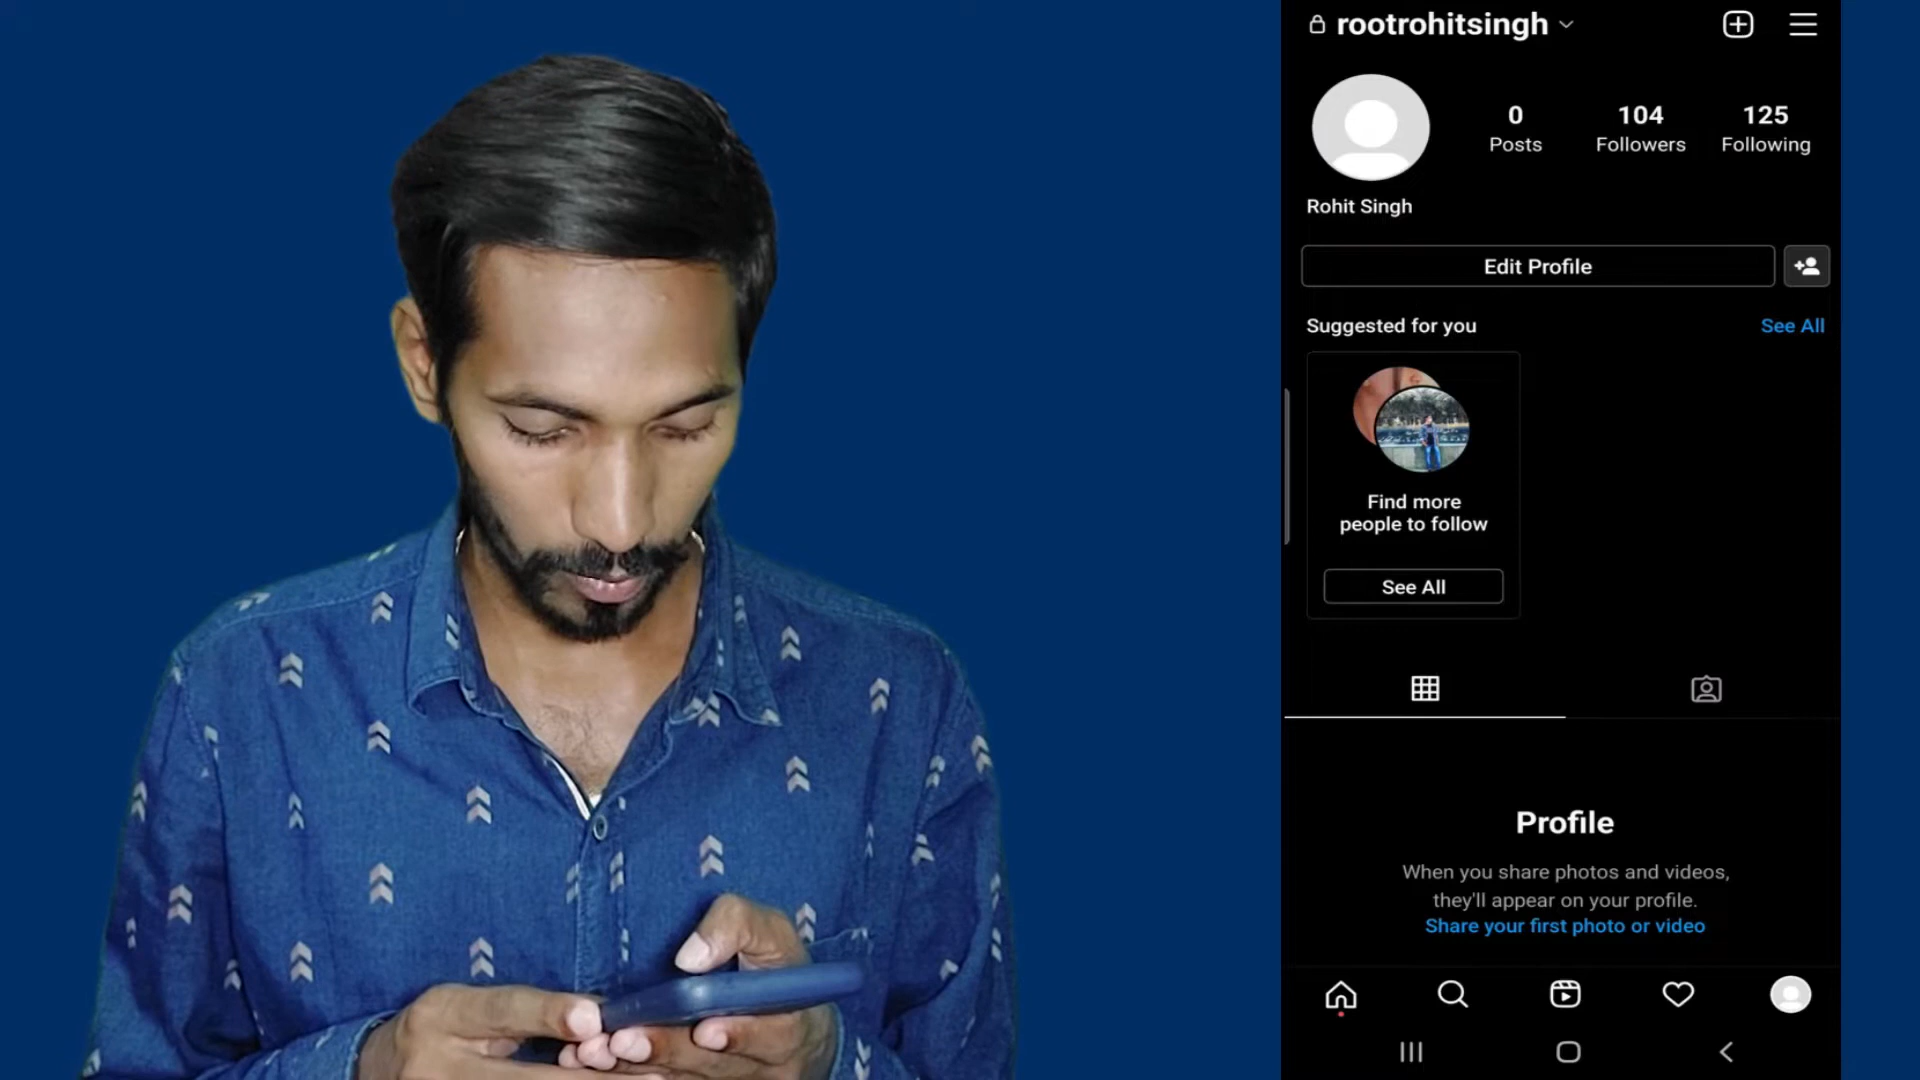 rootrohitsingh
0
Posts
104
Followers
125
Following
Rohit Singh
Edit Profile
Suggested for you
See All
Find more
people to follow
See All
Profile
When you share photos and videos,
they'll appear on your profile.
Share your first photo or video